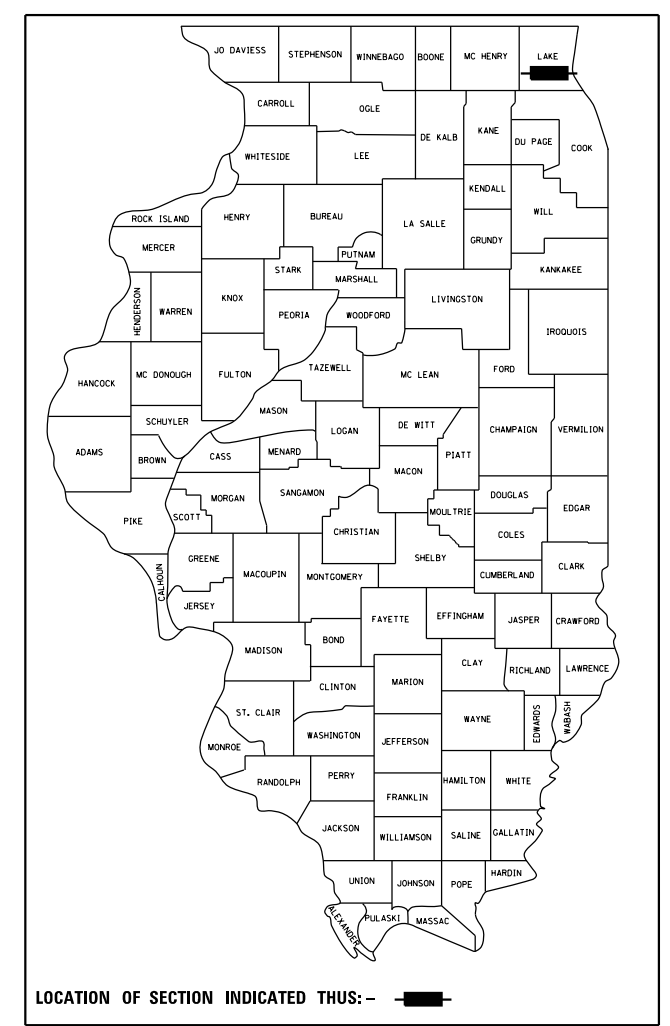 JO DAVIESS
STEPHENSON
WINNEBAGO
BOONE
MC HENRY
LAKE
CARROLL
OGLE
DE KALB
KANE
DU PAGE
COOK
WHITESIDE
LEE
KENDALL
WILL
ROCK ISLAND
HENRY
BUREAU
LA SALLE
GRUNDY
MERCER
PUTNAM
STARK
MARSHALL
KANKAKEE
HENDERSON
WARREN
KNOX
PEORIA
WOODFORD
LIVINGSTON
IROQUOIS
HANCOCK
MC DONOUGH
FULTON
TAZEWELL
MC LEAN
FORD
MASON
SCHUYLER
LOGAN
DE WITT
CHAMPAIGN
VERMILION
ADAMS
BROWN
CASS
MENARD
PIATT
MACON
MORGAN
SANGAMON
DOUGLAS
EDGAR
PIKE
SCOTT
CHRISTIAN
MOULTRIE
COLES
GREENE
SHELBY
CALHOUN
MACOUPIN
MONTGOMERY
CUMBERLAND
CLARK
JERSEY
FAYETTE
EFFINGHAM
JASPER
CRAWFORD
MADISON
BOND
CLAY
RICHLAND
LAWRENCE
CLINTON
MARION
ST. CLAIR
WAYNE
EDWARDS
WABASH
MONROE
WASHINGTON
JEFFERSON
RANDOLPH
PERRY
HAMILTON
WHITE
FRANKLIN
JACKSON
WILLIAMSON
SALINE
GALLATIN
UNION
JOHNSON
POPE
HARDIN
ALEXANDER
PULASKI
MASSAC
LOCATION OF SECTION INDICATED THUS: –